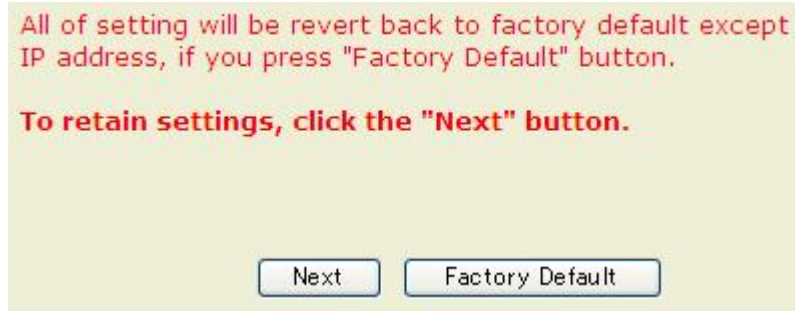 All of setting will be revert back to factory default except
IP address, if you press "Factory Default" button.
To retain settings, click the "Next" button.
Next
Factory Default